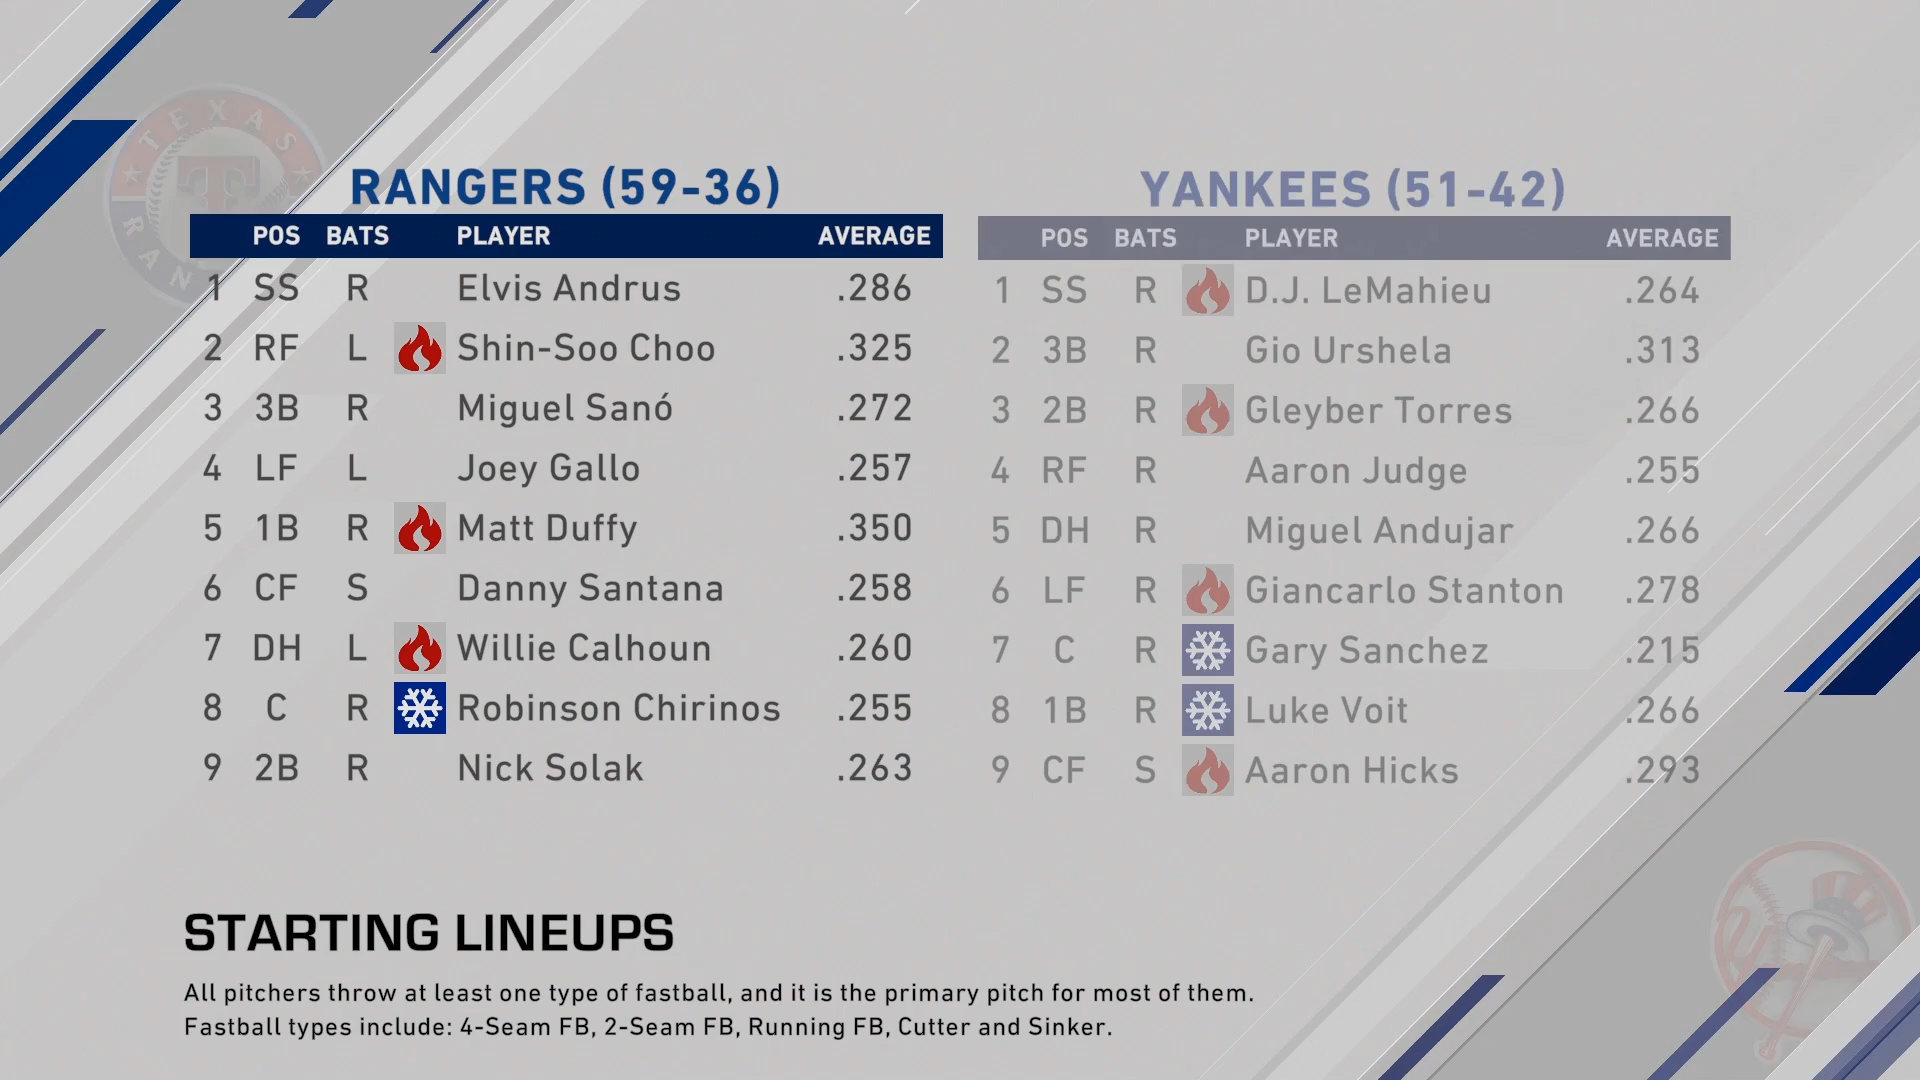 TEXAS
RAN
RANGERS (59-36)
POS BATS PLAYER AVERAGE
1 SS R Elvis Andrus .286
2 RF L Shin-Soo Choo .325
3 3B R Miguel Sanó .272
4 LF L Joey Gallo .257
5 1B R Matt Duffy .350
6 CF S Danny Santana .258
7 DH L Willie Calhoun .260
8 C R Robinson Chirinos .255
9 2B R Nick Solak .263
YANKEES (51-42)
POS BATS PLAYER AVERAGE
1 SS R D.J. LeMahieu .264
2 3B R Gio Urshela .313
3 2B R Gleyber Torres .266
4 RF R Aaron Judge .255
5 DH R Miguel Andujar .266
6 LF R Giancarlo Stanton .278
7 C R Gary Sanchez .215
8 1B R Luke Voit .266
9 CF S Aaron Hicks .293
STARTING LINEUPS
All pitchers throw at least one type of fastball, and it is the primary pitch for most of them.
Fastball types include: 4-Seam FB, 2-Seam FB, Running FB, Cutter and Sinker.